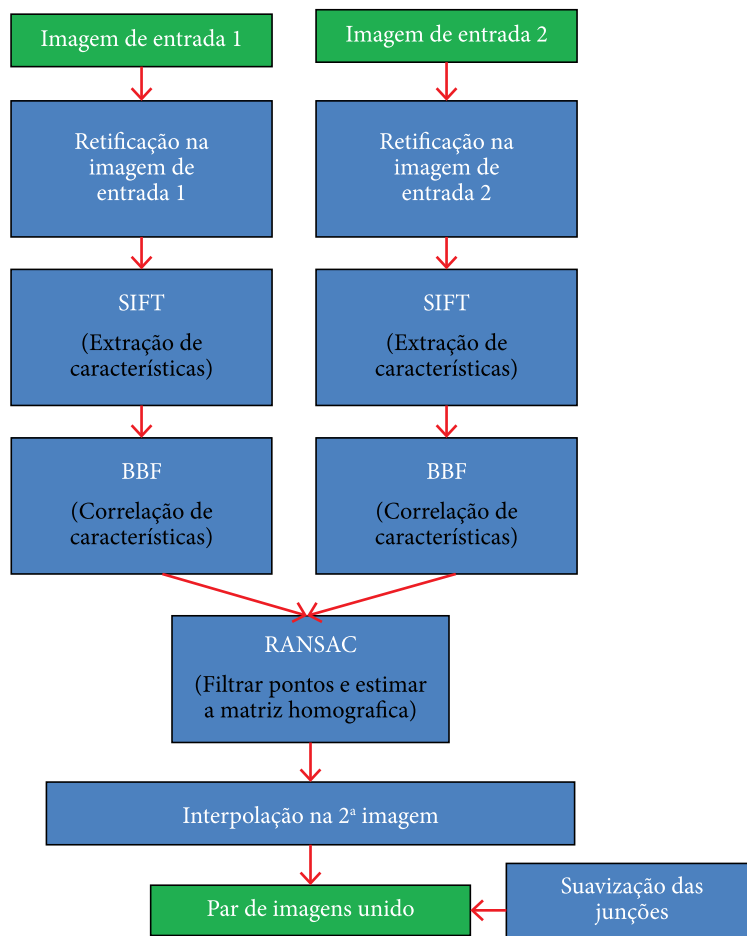 Imagem de entrada 1
Imagem de entrada 2
Retificação na
imagem de
entrada 1
Retificação na
imagem de
entrada 2
SIFT
(Extração de
características)
SIFT
(Extração de
características)
BBF
(Correlação de
características)
BBF
(Correlação de
características)
RANSAC
(Filtrar pontos e estimar
a matriz homografica)
Interpolação na 2ª imagem
Par de imagens unido
Suavização das
junções